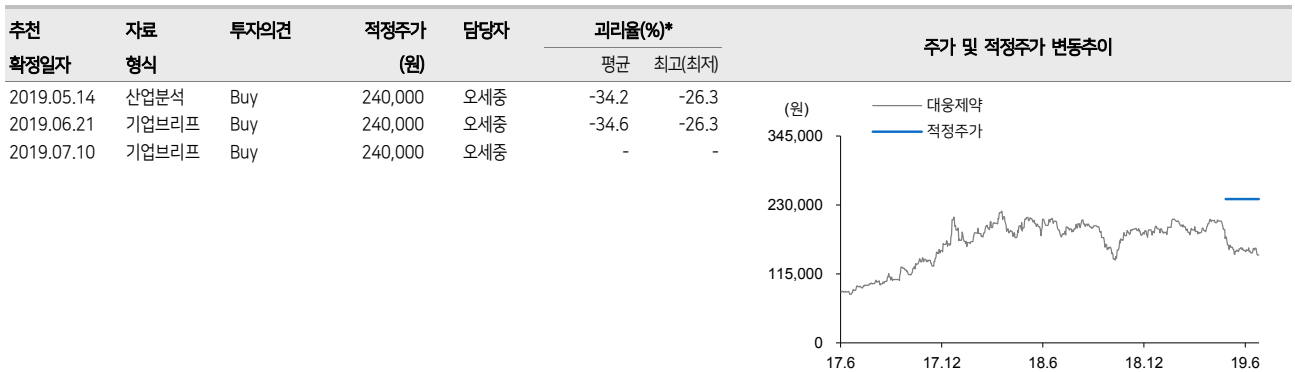 추천 자료 투자의견 적정주가 담당자 괴리율(%)* 주가 및 적정주가 변동추이
확정일자 형식 (원) 평균 최고(최저)
2019.05.14 산업분석 Buy 240,000 오세중 -34.2 -26.3
2019.06.21 기업브리프 Buy 240,000 오세중 -34.6 -26.3
2019.07.10 기업브리프 Buy 240,000 오세중 - -
(원)
대웅제약
적정주가
345,000
230,000
115,000
0
17.6 17.12 18.6 18.12 19.6